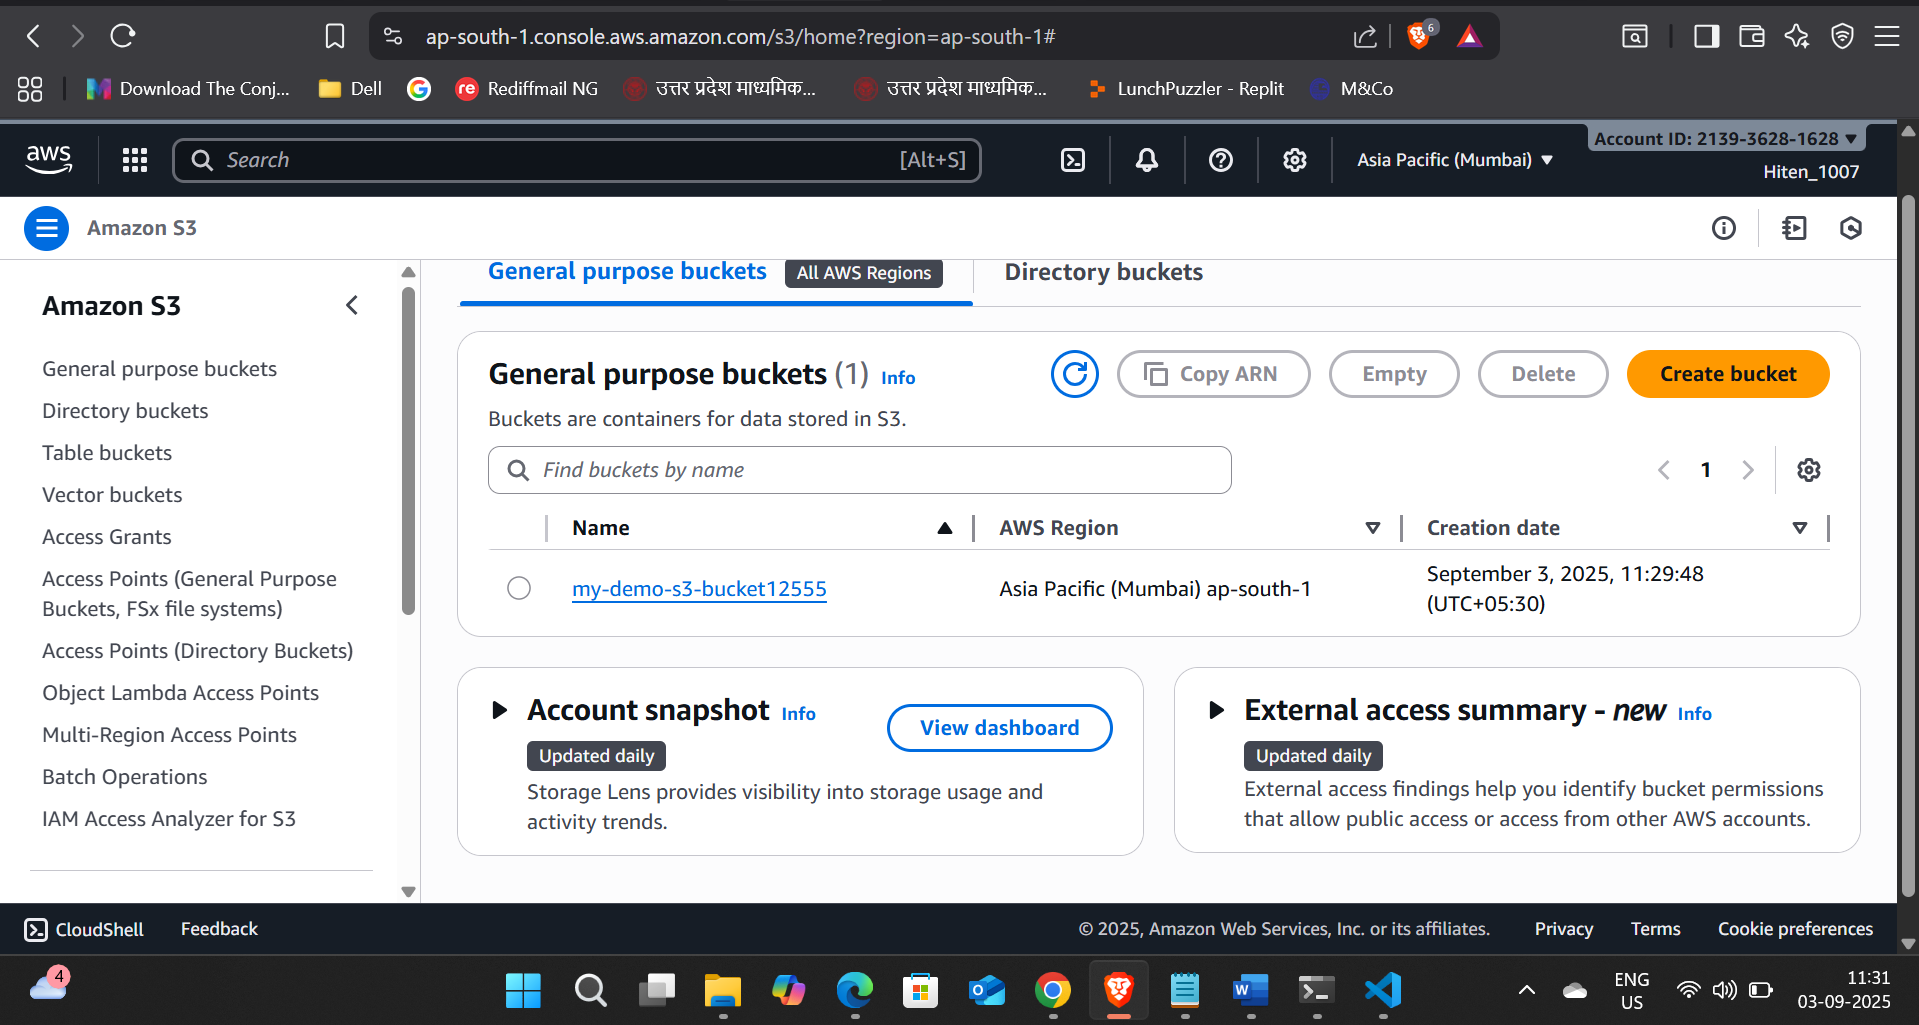 ap-south-1.console.aws.amazon.com/s3/home?region=ap-south-1#
6
Download The Conj...
Dell
Rediffmail NG
उत्तर प्रदेश माध्यमिक...
उत्तर प्रदेश माध्यमिक...
LunchPuzzler - Replit
M&Co
aws
Search
[Alt+S]
Asia Pacific (Mumbai)
Account ID: 2139-3628-1628
Hiten_1007
Amazon S3
Amazon S3
General purpose buckets
Directory buckets
Table buckets
Vector buckets
Access Grants
Access Points (General Purpose
Buckets, FSx file systems)
Access Points (Directory Buckets)
Object Lambda Access Points
Multi-Region Access Points
Batch Operations
IAM Access Analyzer for S3
General purpose buckets
All AWS Regions
Directory buckets
General purpose buckets (1) Info
Copy ARN
Empty
Delete
Create bucket
Buckets are containers for data stored in S3.
Find buckets by name
1
Name
AWS Region
Creation date
my-demo-s3-bucket12555
Asia Pacific (Mumbai) ap-south-1
September 3, 2025, 11:29:48
(UTC+05:30)
Account snapshot Info
View dashboard
Updated daily
Storage Lens provides visibility into storage usage and
activity trends.
External access summary - new Info
Updated daily
External access findings help you identify bucket permissions
that allow public access or access from other AWS accounts.
CloudShell
Feedback
© 2025, Amazon Web Services, Inc. or its affiliates.
Privacy
Terms
Cookie preferences
4
ENG
US
11:31
03-09-2025